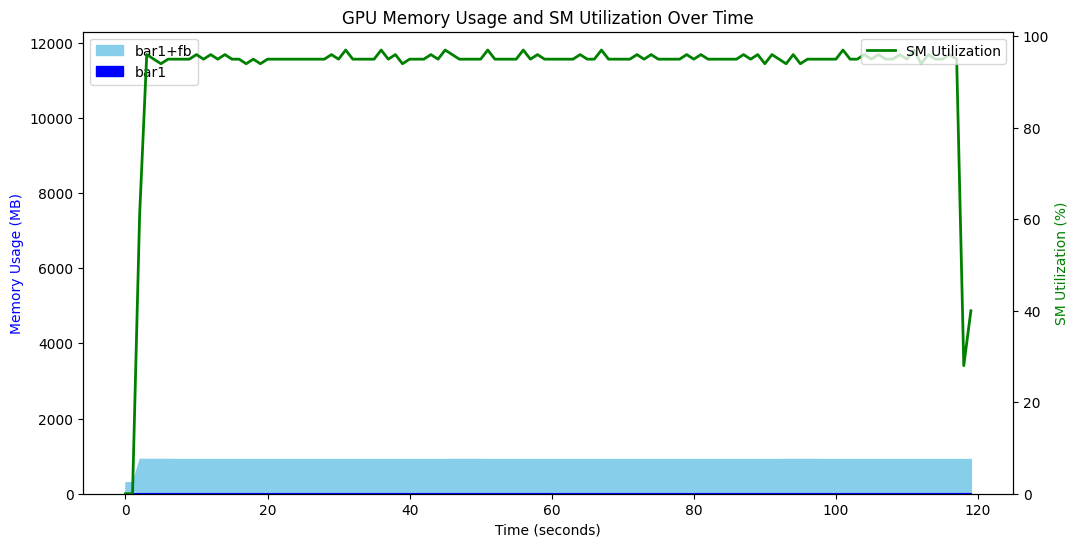 GPU Memory Usage and SM Utilization Over Time
bar1+fb
bar1
SM Utilization
12000
10000
8000
6000
4000
2000
0
Memory Usage (MB)
100
80
60
40
20
0
SM Utilization (%)
0 20 40 60 80 100 120
Time (seconds)